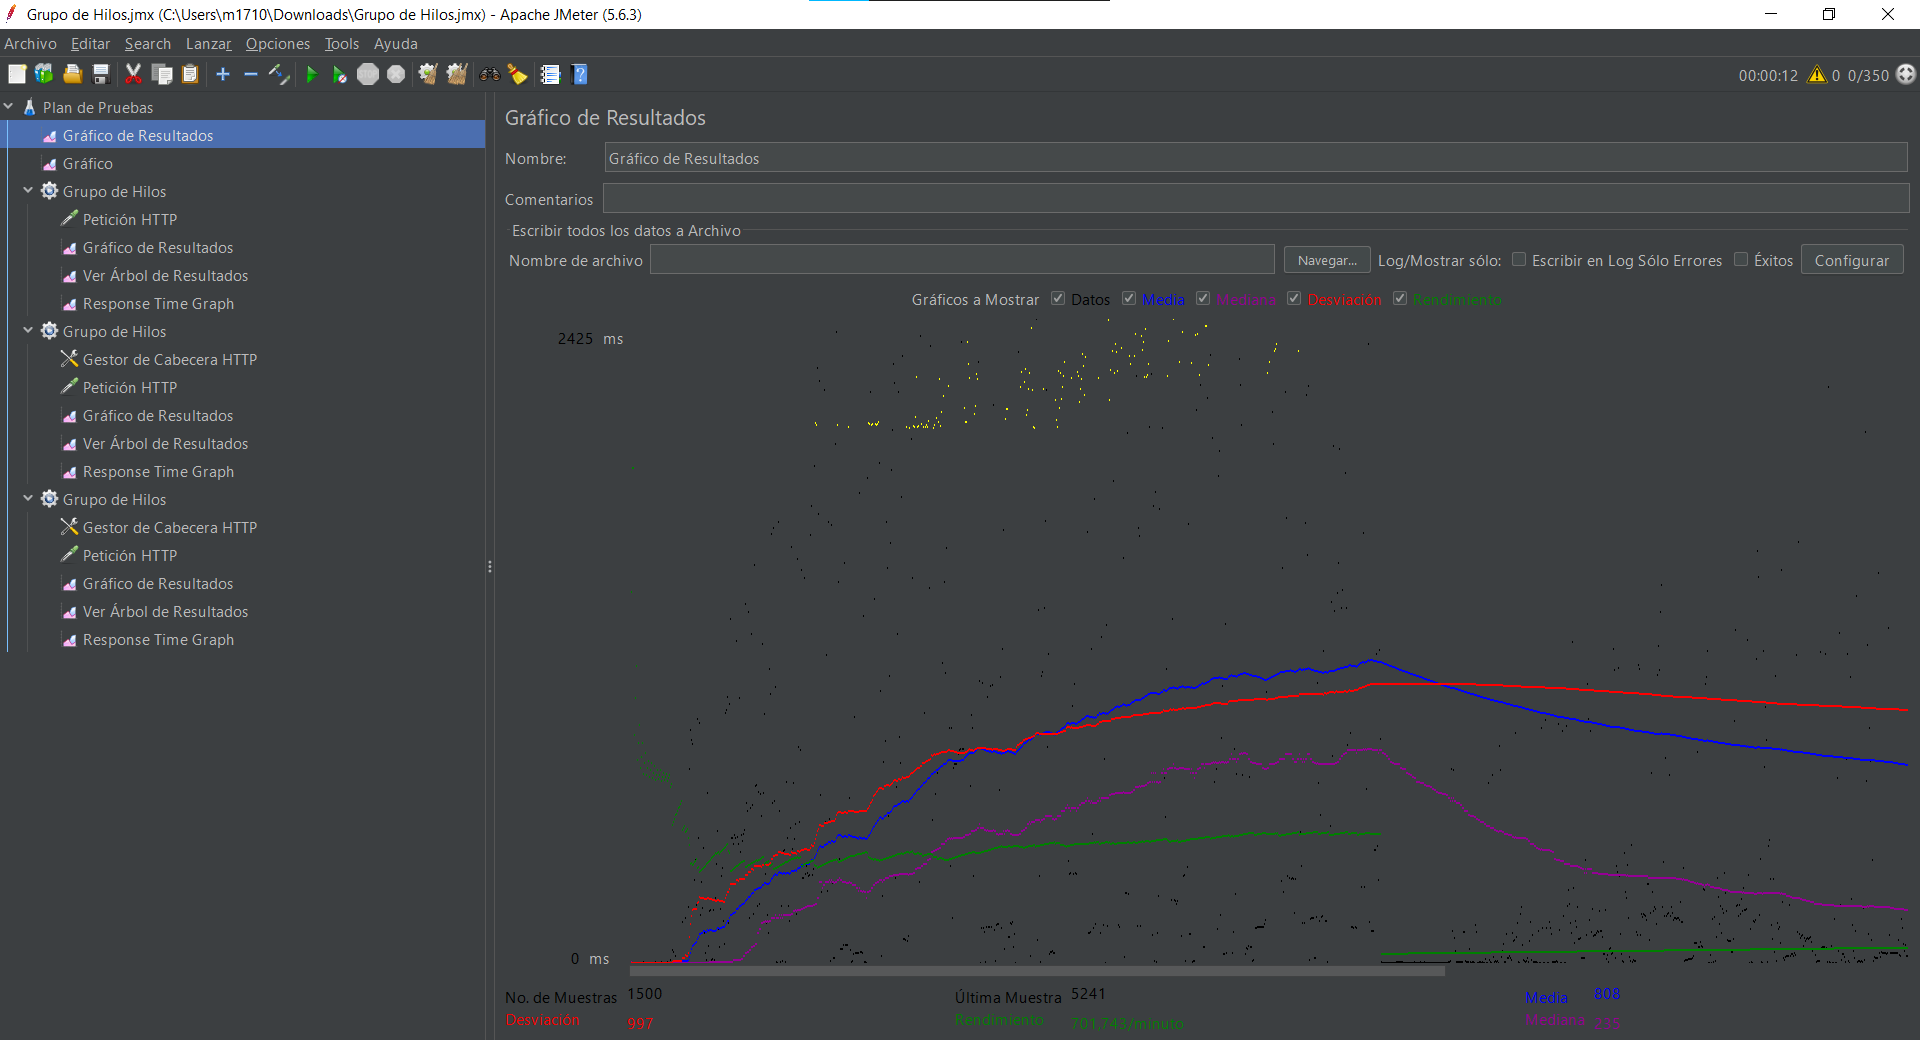 Grupo de Hilos.jmx (C:\Users\m1710\Downloads\Grupo de Hilos.jmx) - Apache JMeter (5.6.3)
Archivo Editar Search Lanzar Opciones Tools Ayuda
00:00:12 0 0/350
Plan de Pruebas
Gráfico de Resultados
Gráfico
Grupo de Hilos
Petición HTTP
Gráfico de Resultados
Ver Árbol de Resultados
Response Time Graph
Grupo de Hilos
Gestor de Cabecera HTTP
Petición HTTP
Gráfico de Resultados
Ver Árbol de Resultados
Response Time Graph
Grupo de Hilos
Gestor de Cabecera HTTP
Petición HTTP
Gráfico de Resultados
Ver Árbol de Resultados
Response Time Graph
Gráfico de Resultados
Nombre: Gráfico de Resultados
Comentarios
Escribir todos los datos a Archivo
Nombre de archivo Navegar... Log/Mostrar sólo: Escribir en Log Sólo Errores Éxitos Configurar
Gráficos a Mostrar Datos Media Mediana Desviación Rendimiento
2425 ms
0 ms
No. de Muestras 1500 Última Muestra 5241 Media 808
Desviación 997 Rendimiento 701,743/minuto Mediana 235